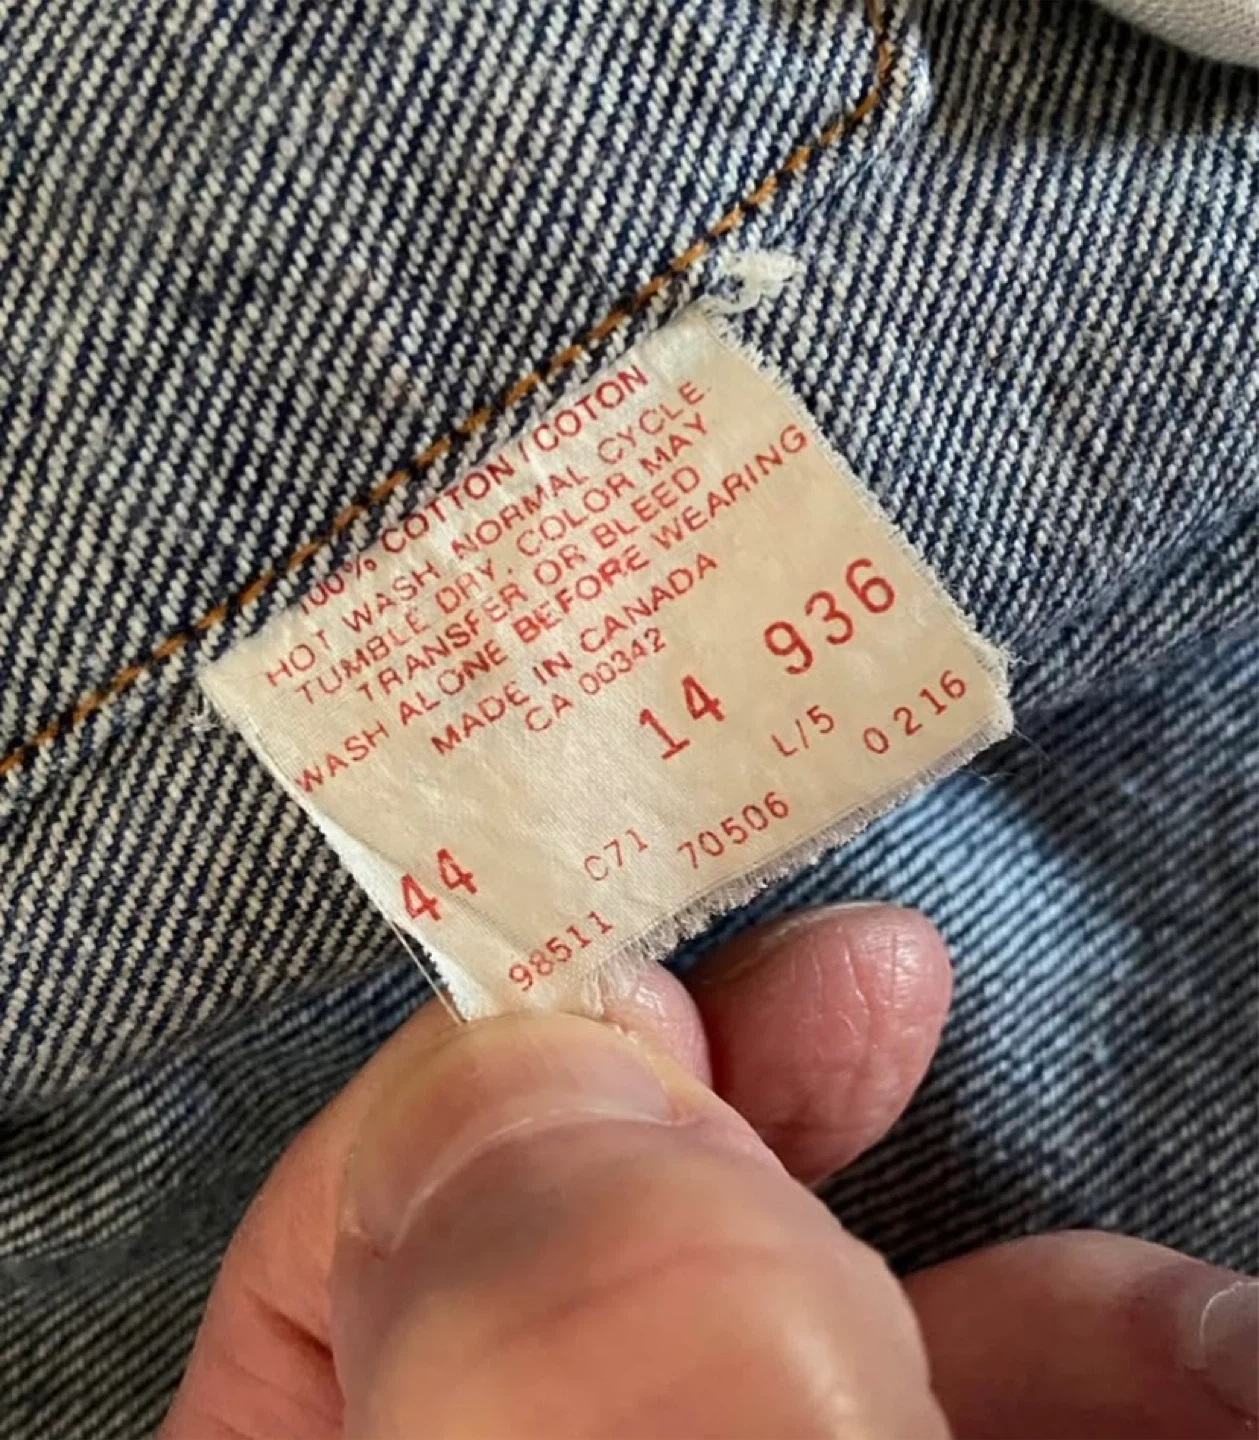 100% COTTON / COTON
HOT WASH NORMAL CYCLE.
TUMBLE DRY. COLOR MAY
TRANSFER OR BLEED
WASH ALONE BEFORE WEARING
MADE IN CANADA
CA 00342
14 936
L/5 0216
44 C71 70506
98511